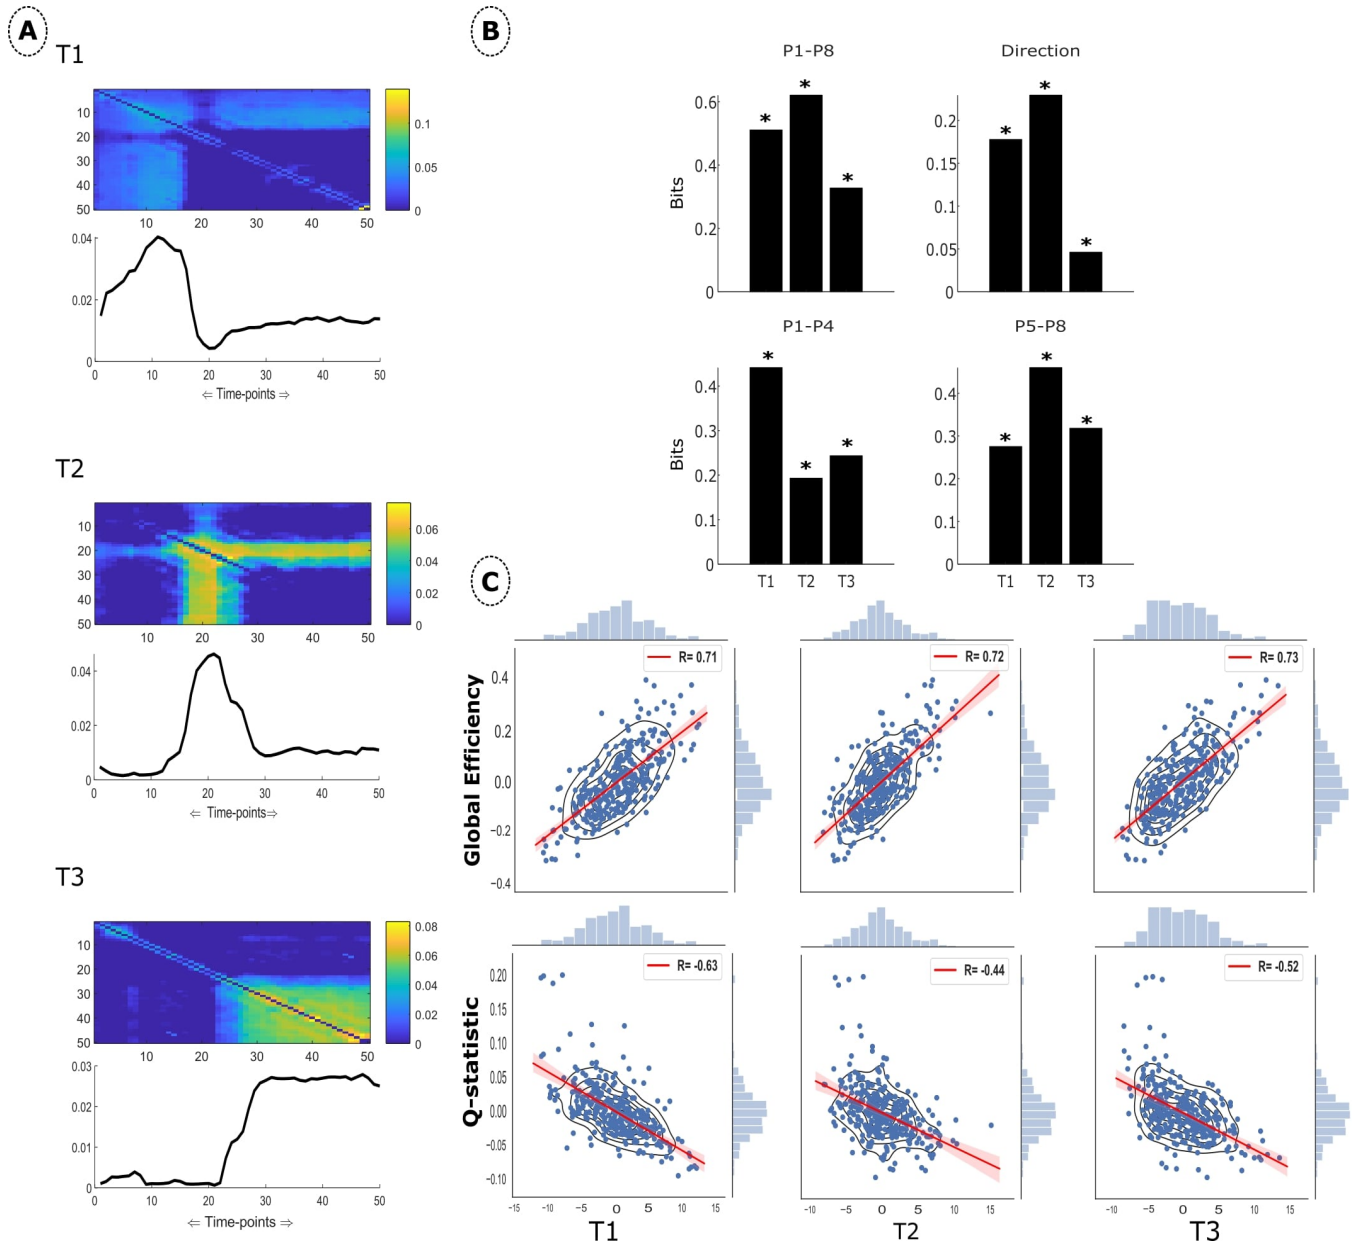 A
T1
10
20
30
40
50
0.1
0.05
0
10 20 30 40 50
0.04
0.02
0
0 10 20 30 40 50
⇐ Time-points ⇒
T2
10
20
30
40
50
0.06
0.04
0.02
0
10 20 30 40 50
0.04
0.02
0
0 10 20 30 40 50
⇐ Time-points ⇒
T3
10
20
30
40
50
0.08
0.06
0.04
0.02
0
10 20 30 40 50
0.03
0.02
0.01
0
0 10 20 30 40 50
⇐ Time-points ⇒
B
P1-P8
Bits
0.6
0.4
0.2
0
* * *
Direction
0.2
0.15
0.1
0.05
0
* * *
P1-P4
Bits
0.4
0.3
0.2
0.1
0
* * *
T1 T2 T3
P5-P8
0.4
0.3
0.2
0.1
0
* * *
T1 T2 T3
C
Global Efficiency
0.4
0.2
0.0
−0.2
−0.4
R= 0.71
R= 0.72
R= 0.73
Q-statistic
0.20
0.15
0.10
0.05
0.00
−0.05
−0.10
R= -0.63
R= -0.44
R= -0.52
−15 −10 −5 0 5 10 15
T1
−10 −5 0 5 10 15
T2
−10 −5 0 5 10 15
T3